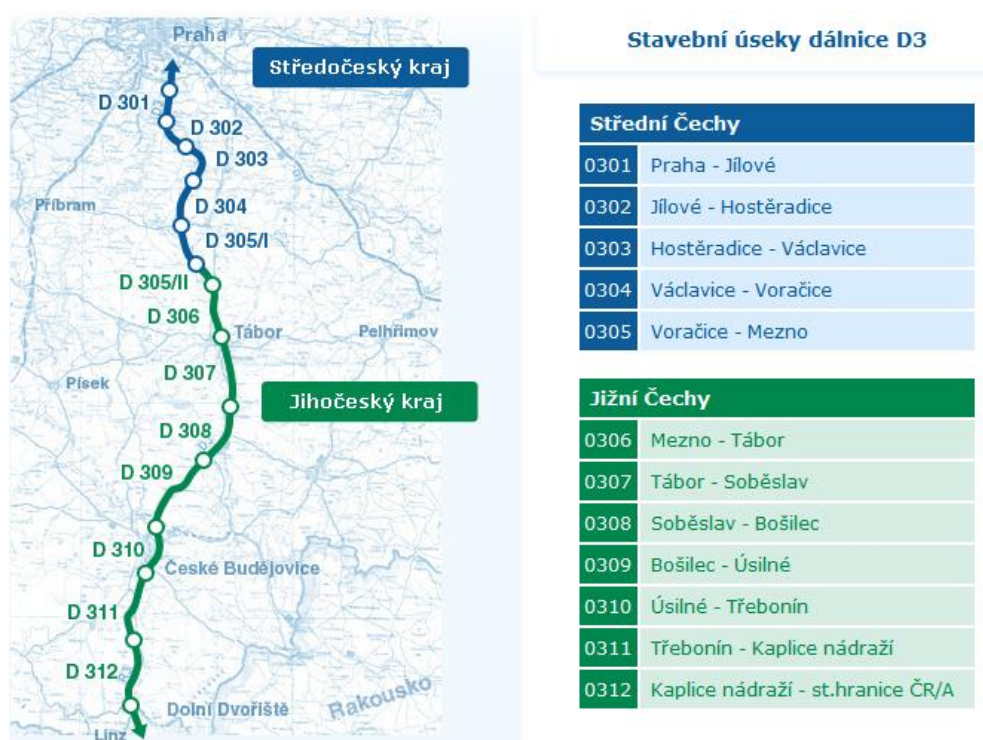 Praha
Středočeský kraj
D 301
D 302
D 303
Příbram
D 304
D 305/I
D 305/II
D 306
Tábor
Pelhřimov
D 307
Písek
Jihočeský kraj
D 308
D 309
D 310
České Budějovice
D 311
D 312
Rakousko
Dolní Dvořiště
Linz
Stavební úseky dálnice D3
Střední Čechy
0301 Praha - Jílové
0302 Jílové - Hostěradice
0303 Hostěradice - Václavice
0304 Václavice - Voračice
0305 Voračice - Mezno
Jižní Čechy
0306 Mezno - Tábor
0307 Tábor - Soběslav
0308 Soběslav - Bošilec
0309 Bošilec - Úsilné
0310 Úsilné - Třebonín
0311 Třebonín - Kaplice nádraží
0312 Kaplice nádraží - st.hranice ČR/A